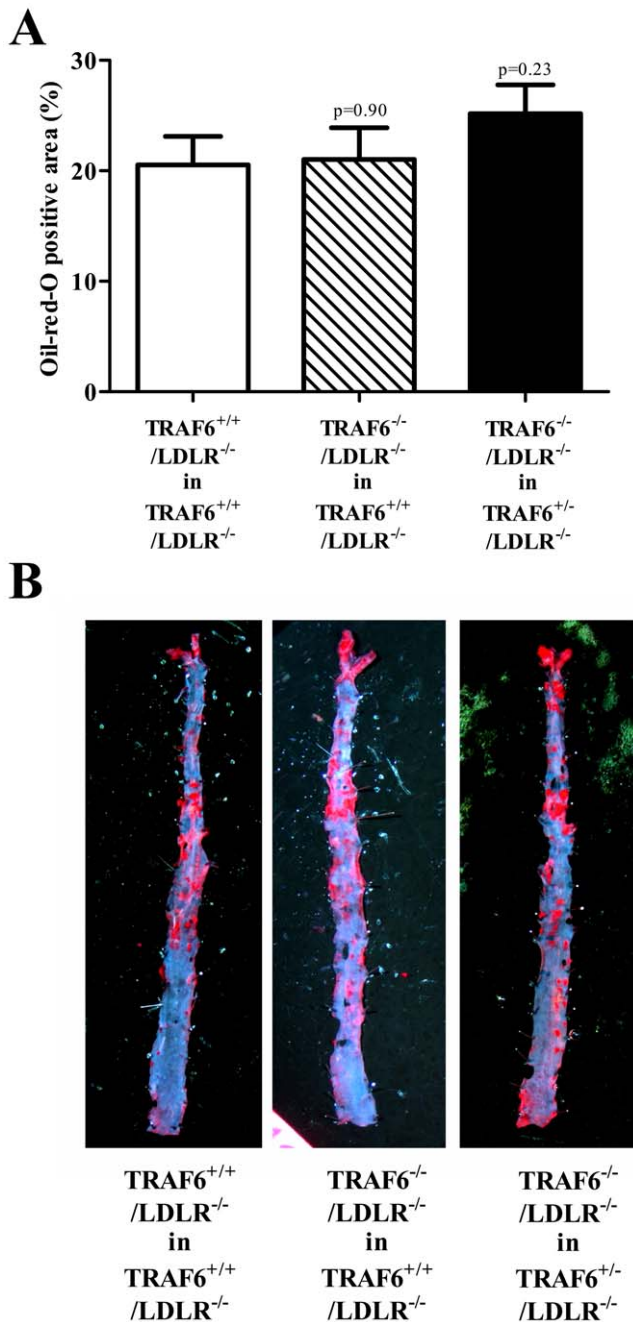 A
Oil-red-O positive area (%)
30
20
10
0
p=0.90
p=0.23
TRAF6+/+
/LDLR-/-
in
TRAF6+/+
/LDLR-/-
TRAF6-/-
/LDLR-/-
in
TRAF6+/+
/LDLR-/-
TRAF6-/-
/LDLR-/-
in
TRAF6+/-
/LDLR-/-
B
TRAF6+/+
/LDLR-/-
in
TRAF6+/+
/LDLR-/-
TRAF6-/-
/LDLR-/-
in
TRAF6+/+
/LDLR-/-
TRAF6-/-
/LDLR-/-
in
TRAF6+/-
/LDLR-/-